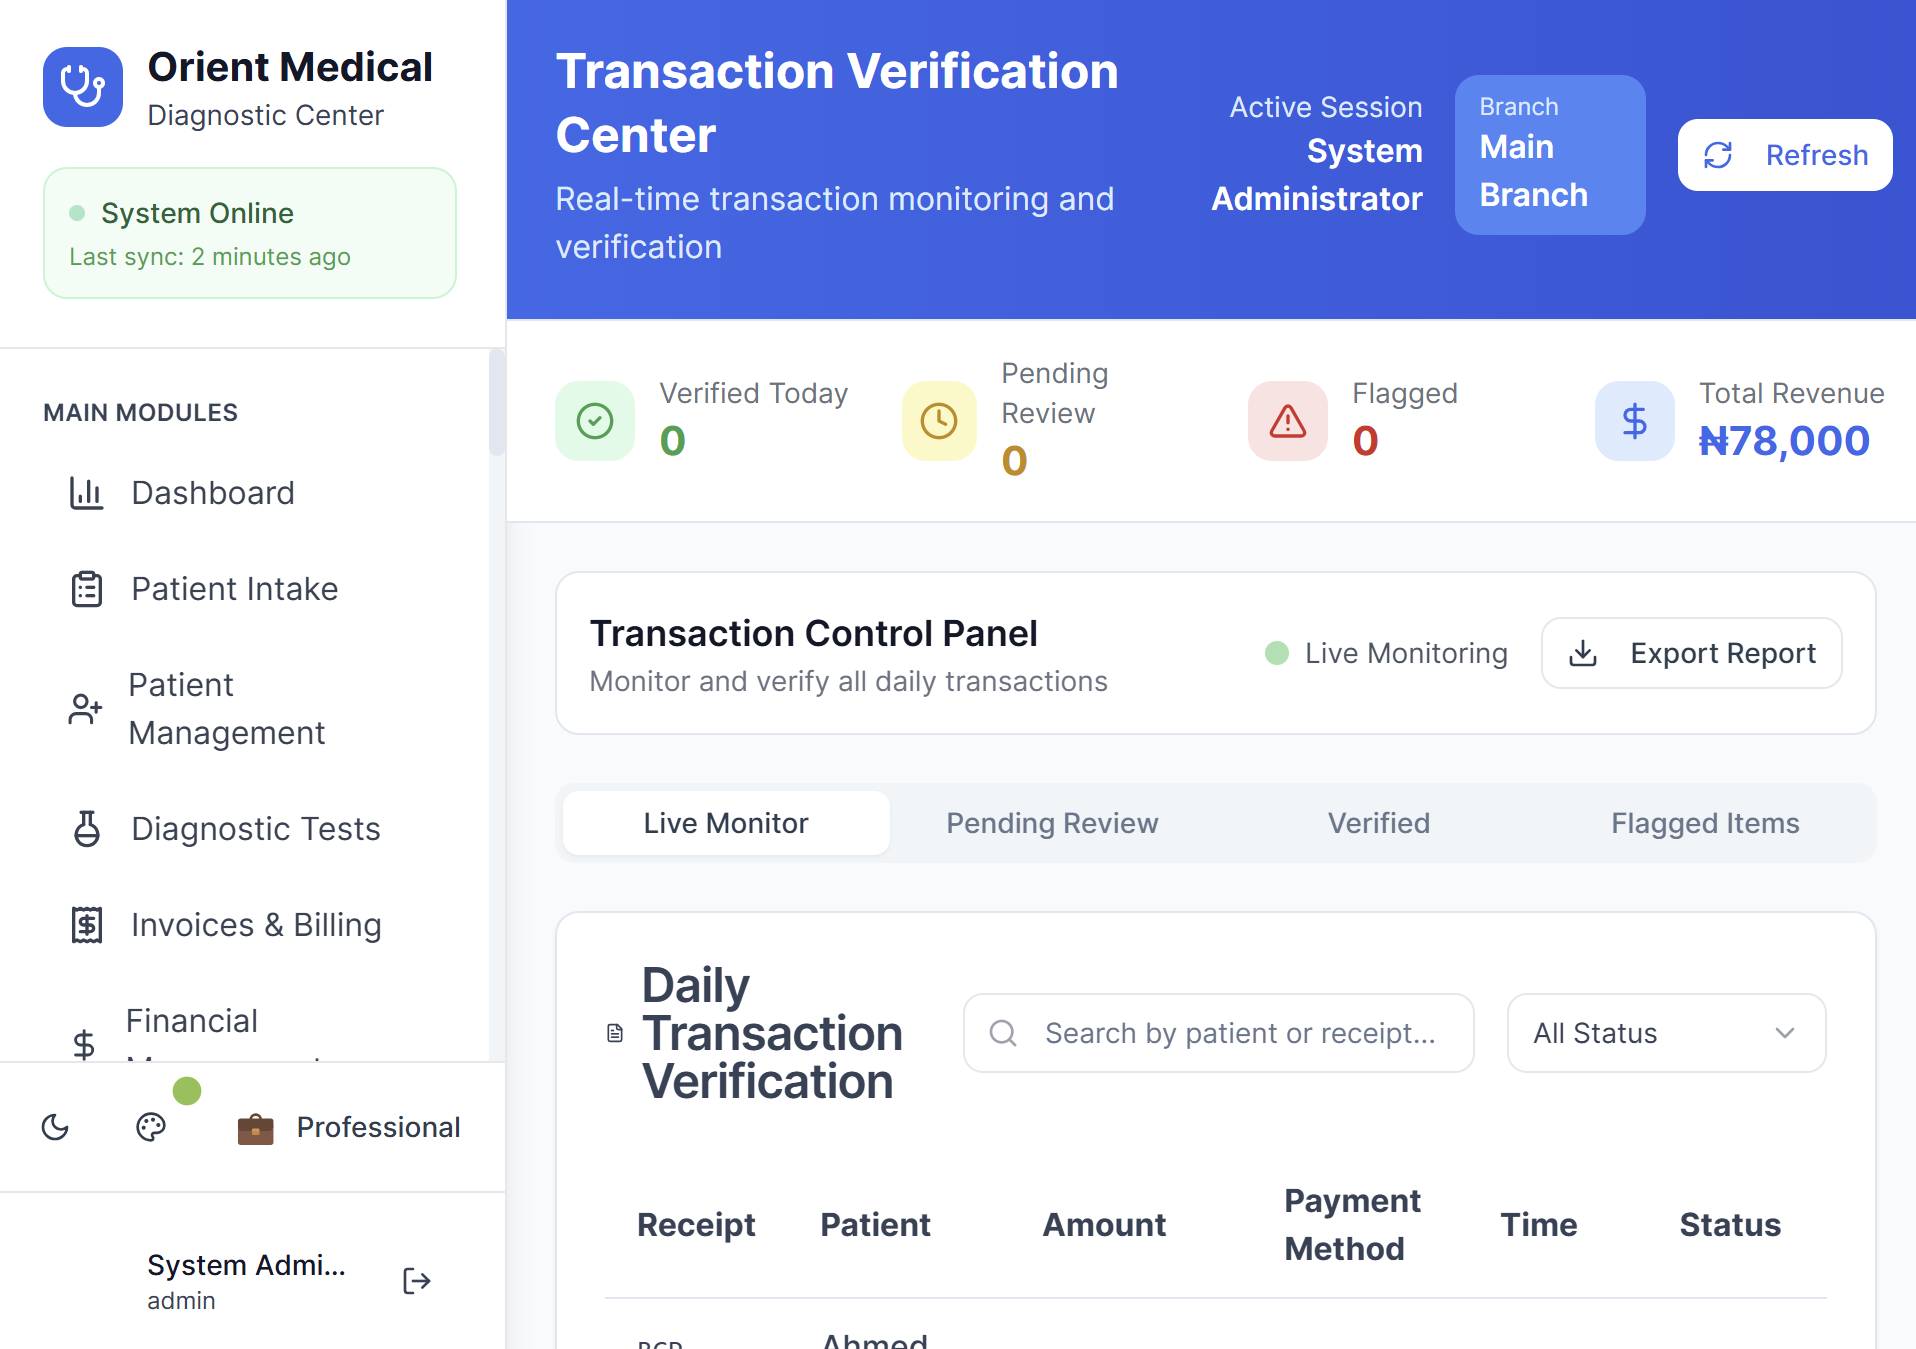 Orient Medical
Diagnostic Center
System Online
Last sync: 2 minutes ago
MAIN MODULES
Dashboard
Patient Intake
Patient
Management
Diagnostic Tests
Invoices & Billing
Financial
Professional
System Admi...
admin
Transaction Verification
Center
Real-time transaction monitoring and
verification
Active Session
System
Administrator
Branch
Main
Branch
Refresh
Verified Today
0
Pending
Review
0
Flagged
0
Total Revenue
₦78,000
Transaction Control Panel
Monitor and verify all daily transactions
Live Monitoring
Export Report
Live Monitor
Pending Review
Verified
Flagged Items
Daily
Transaction
Verification
Search by patient or receipt...
All Status
Receipt
Patient
Amount
Payment
Method
Time
Status
Ahmed